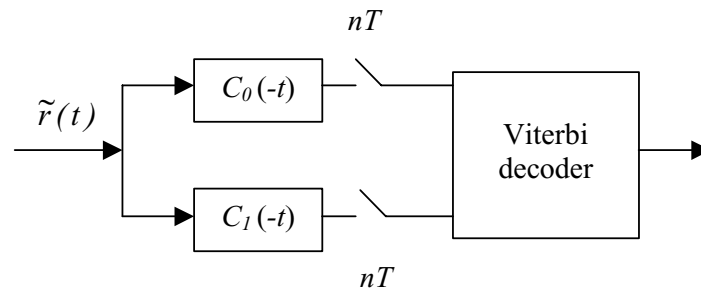 nT
C₀(-t)
r̃(t)
Viterbi
decoder
C₁(-t)
nT